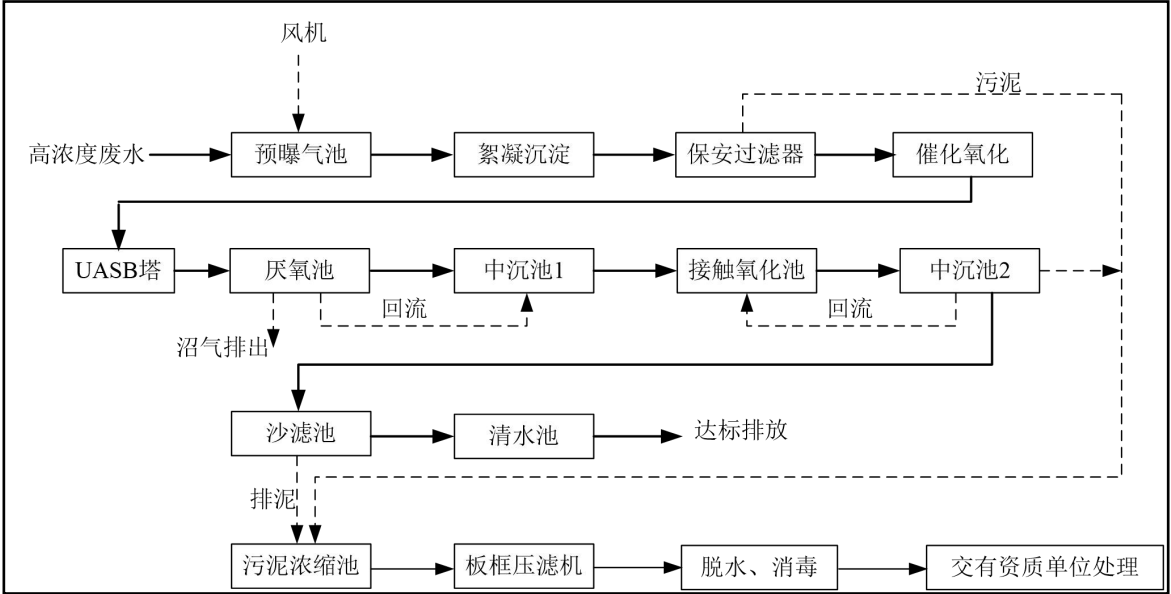 风机
污泥
高浓度废水
预曝气池
絮凝沉淀
保安过滤器
催化氧化
UASB塔
厌氧池
中沉池1
接触氧化池
中沉池2
回流
回流
沼气排出
沙滤池
清水池
达标排放
排泥
污泥浓缩池
板框压滤机
脱水、消毒
交有资质单位处理